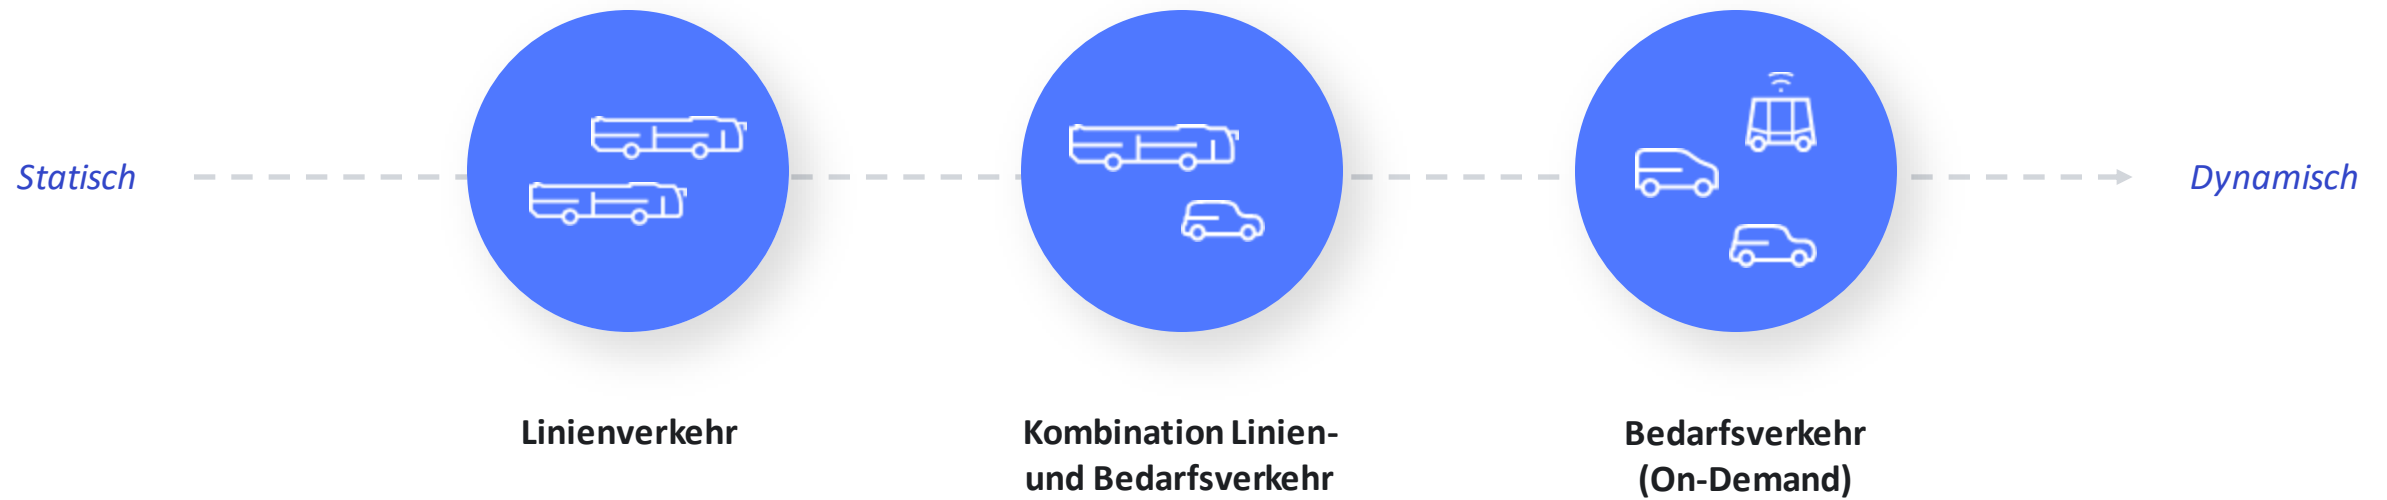 Statisch
Dynamisch
Linienverkehr
Kombination Linien-
und Bedarfsverkehr
Bedarfsverkehr
(On-Demand)